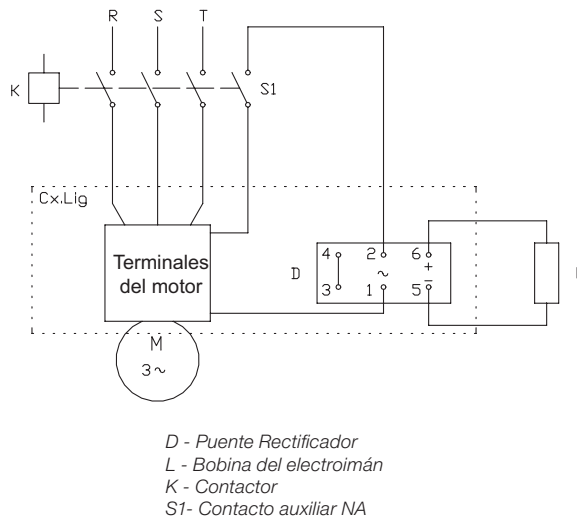 R S T
K
S1
Cx.Lig
Terminales
del motor
D
4 2 6
~ +
3 1 5 -
M
3~
D - Puente Rectificador
L - Bobina del electroimán
K - Contactor
S1- Contacto auxiliar NA